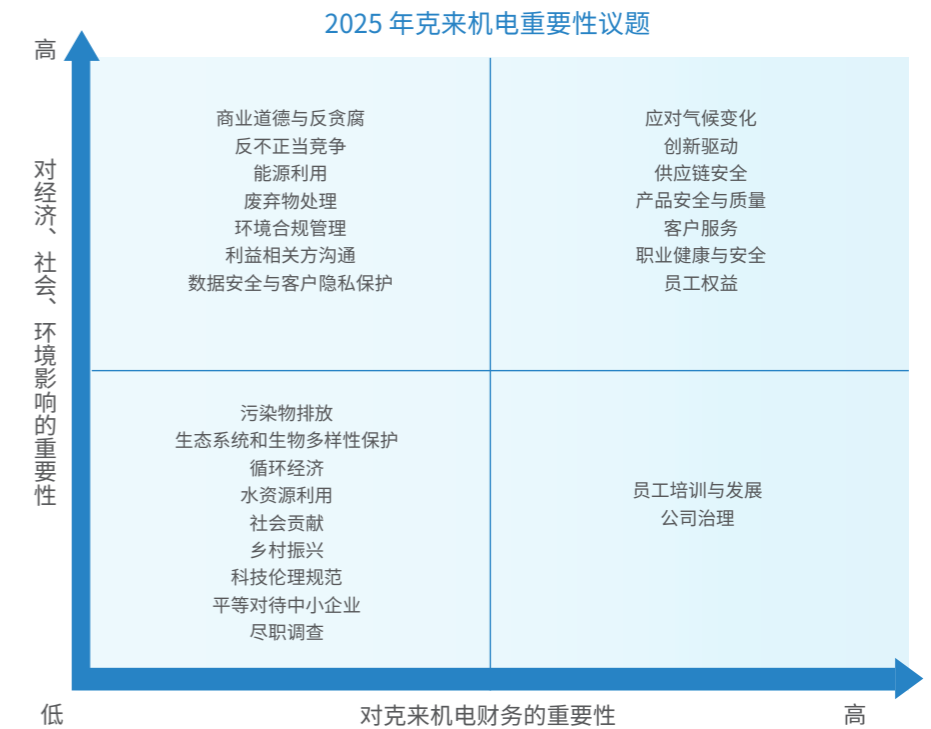 2025 年克来机电重要性议题
高
对经济、社会、环境影响的重要性
商业道德与反贪腐
反不正当竞争
能源利用
废弃物处理
环境合规管理
利益相关方沟通
数据安全与客户隐私保护
应对气候变化
创新驱动
供应链安全
产品安全与质量
客户服务
职业健康与安全
员工权益
污染物排放
生态系统和生物多样性保护
循环经济
水资源利用
社会贡献
乡村振兴
科技伦理规范
平等对待中小企业
尽职调查
员工培训与发展
公司治理
低
对克来机电财务的重要性
高